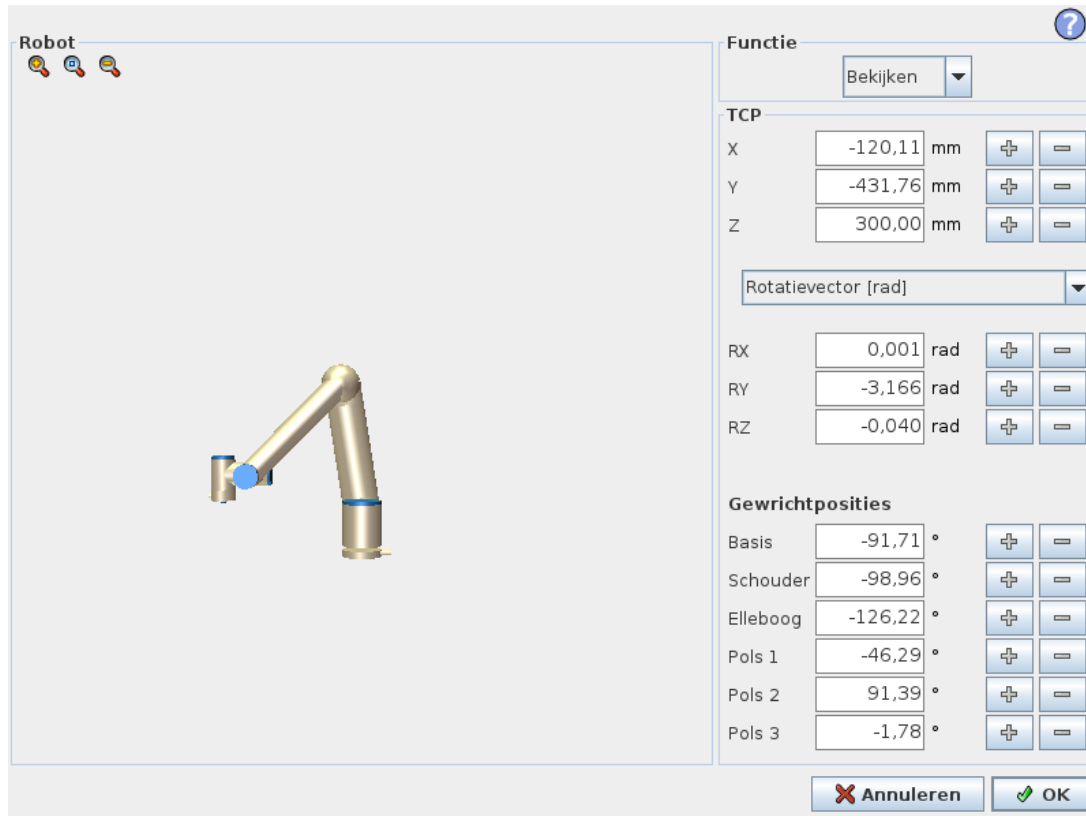 Robot
Functie
?
Bekijken
TCP
X -120,11 mm
Y -431,76 mm
Z 300,00 mm
Rotatievector [rad]
RX 0,001 rad
RY -3,166 rad
RZ -0,040 rad
Gewrichtposities
Basis -91,71 °
Schouder -98,96 °
Elleboog -126,22 °
Pols 1 -46,29 °
Pols 2 91,39 °
Pols 3 -1,78 °
Annuleren
OK